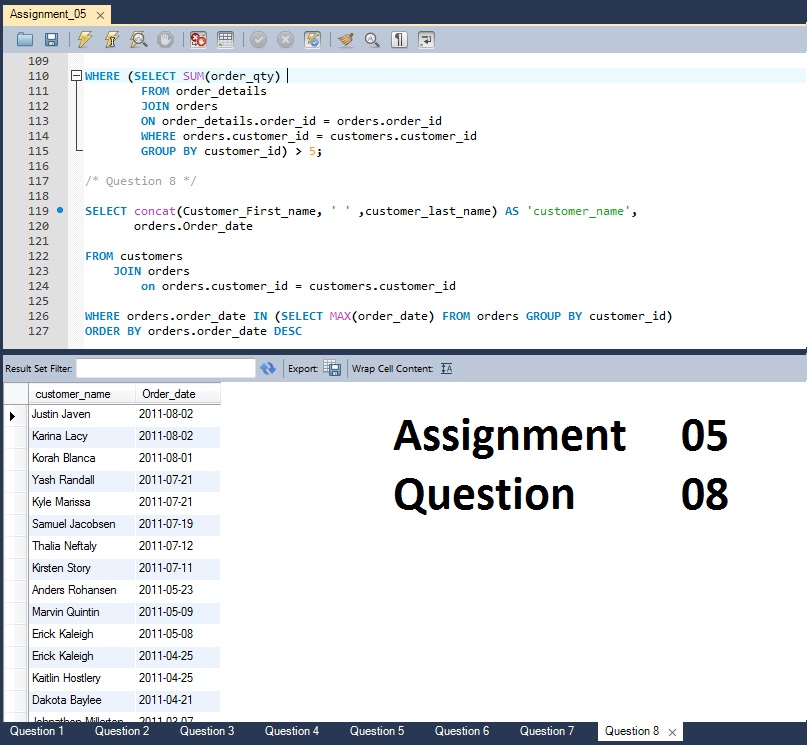 Assignment_05
109
110 WHERE (SELECT SUM(order_qty)
111 FROM order_details
112 JOIN orders
113 ON order_details.order_id = orders.order_id
114 WHERE orders.customer_id = customers.customer_id
115 GROUP BY customer_id) > 5;
116
117 /* Question 8 */
118
119 SELECT concat(Customer_First_name, ' ' ,customer_last_name) AS 'customer_name',
120 orders.Order_date
121
122 FROM customers
123 JOIN orders
124 on orders.customer_id = customers.customer_id
125
126 WHERE orders.order_date IN (SELECT MAX(order_date) FROM orders GROUP BY customer_id)
127 ORDER BY orders.order_date DESC
Result Set Filter: Export: Wrap Cell Content:
customer_name Order_date
Justin Javen 2011-08-02
Karina Lacy 2011-08-02
Korah Blanca 2011-08-01
Yash Randall 2011-07-21
Kyle Marissa 2011-07-21
Samuel Jacobsen 2011-07-19
Thalia Neftaly 2011-07-12
Kirsten Story 2011-07-11
Anders Rohansen 2011-05-23
Marvin Quintin 2011-05-09
Erick Kaleigh 2011-05-08
Erick Kaleigh 2011-04-25
Kaitlin Hostlery 2011-04-25
Dakota Baylee 2011-04-21
Johnathon Millerton 2011-03-07
Assignment 05
Question 08
Question 1 Question 2 Question 3 Question 4 Question 5 Question 6 Question 7 Question 8